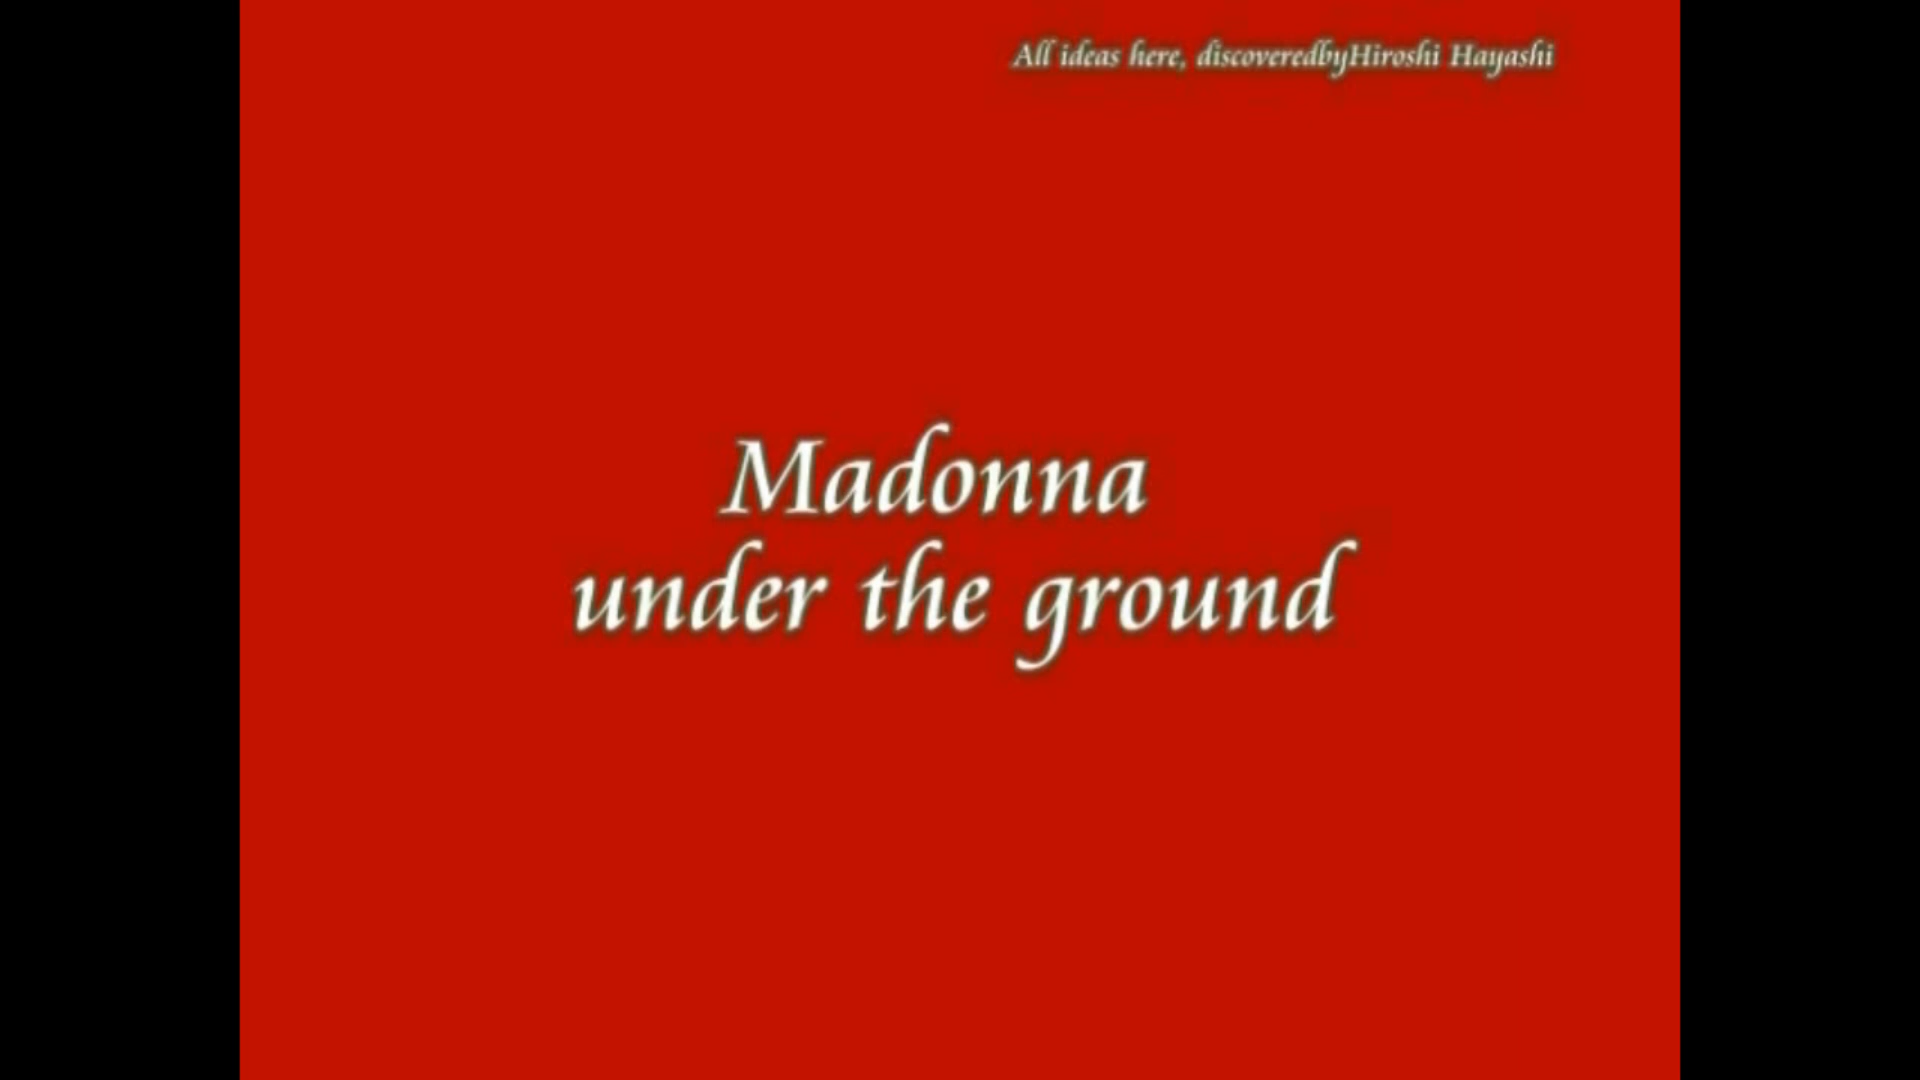 All ideas here, discoveredbyHiroshi Hayashi
Madonna
under the ground